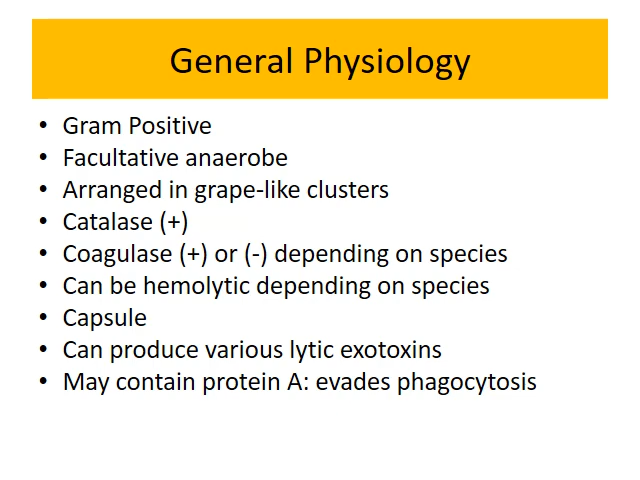 General Physiology
• Gram Positive
• Facultative anaerobe
• Arranged in grape-like clusters
• Catalase (+)
• Coagulase (+) or (-) depending on species
• Can be hemolytic depending on species
• Capsule
• Can produce various lytic exotoxins
• May contain protein A: evades phagocytosis